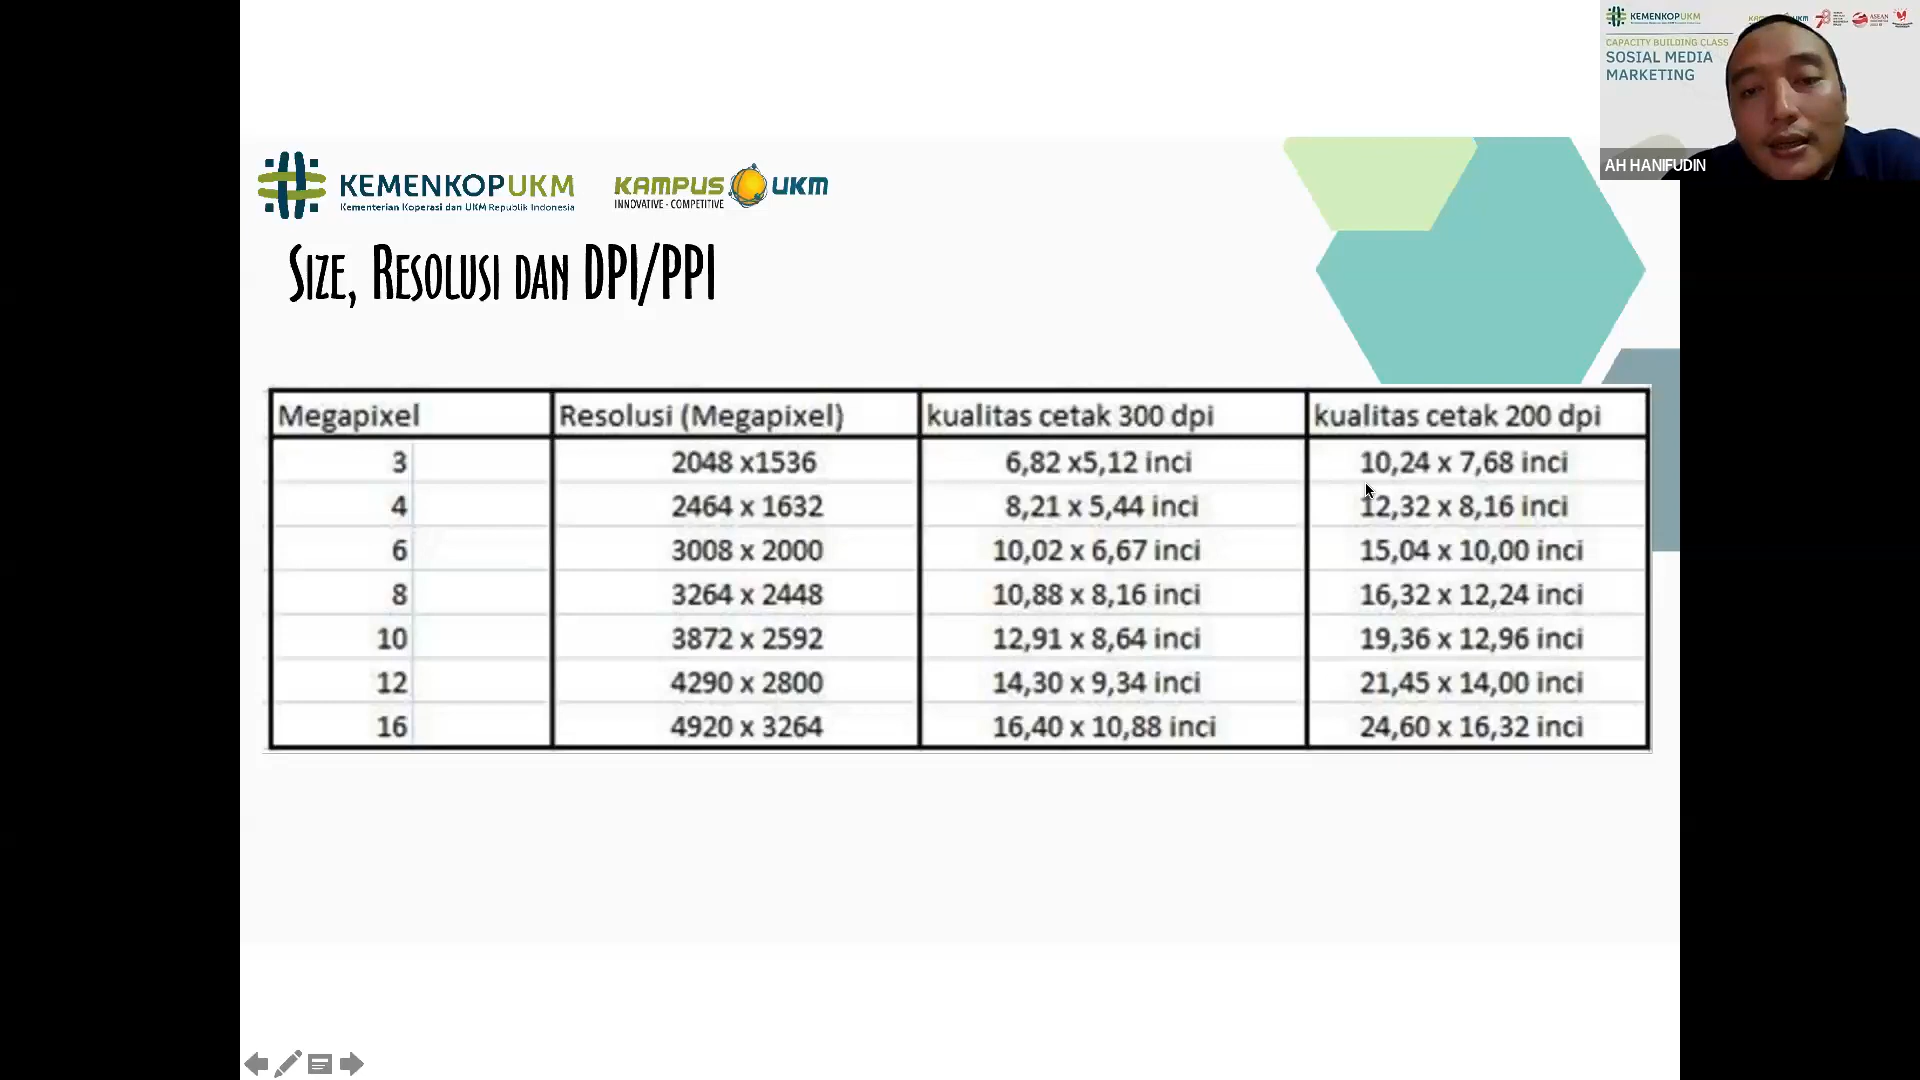 KEMENKOPUKM
CAPACITY BUILDING CLASS
SOSIAL MEDIA
MARKETING
AH HANIFUDIN
KEMENKOPUKM
Kementerian Koperasi dan UKM Republik Indonesia
KAMPUS UKM
INNOVATIVE - COMPETITIVE
SIZE, RESOLUSI DAN DPI/PPI
Megapixel Resolusi (Megapixel) kualitas cetak 300 dpi kualitas cetak 200 dpi
3 2048 x1536 6,82 x5,12 inci 10,24 x 7,68 inci
4 2464 x 1632 8,21 x 5,44 inci 12,32 x 8,16 inci
6 3008 x 2000 10,02 x 6,67 inci 15,04 x 10,00 inci
8 3264 x 2448 10,88 x 8,16 inci 16,32 x 12,24 inci
10 3872 x 2592 12,91 x 8,64 inci 19,36 x 12,96 inci
12 4290 x 2800 14,30 x 9,34 inci 21,45 x 14,00 inci
16 4920 x 3264 16,40 x 10,88 inci 24,60 x 16,32 inci